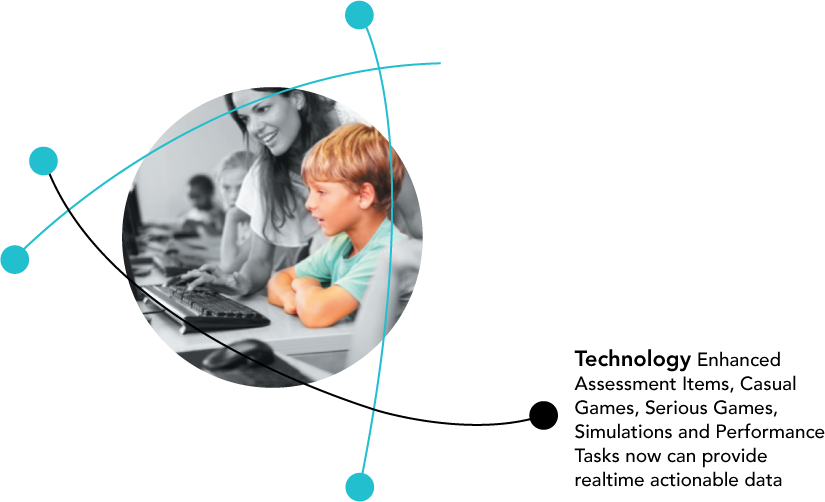 Technology Enhanced
Assessment Items, Casual
Games, Serious Games,
Simulations and Performance
Tasks now can provide
realtime actionable data